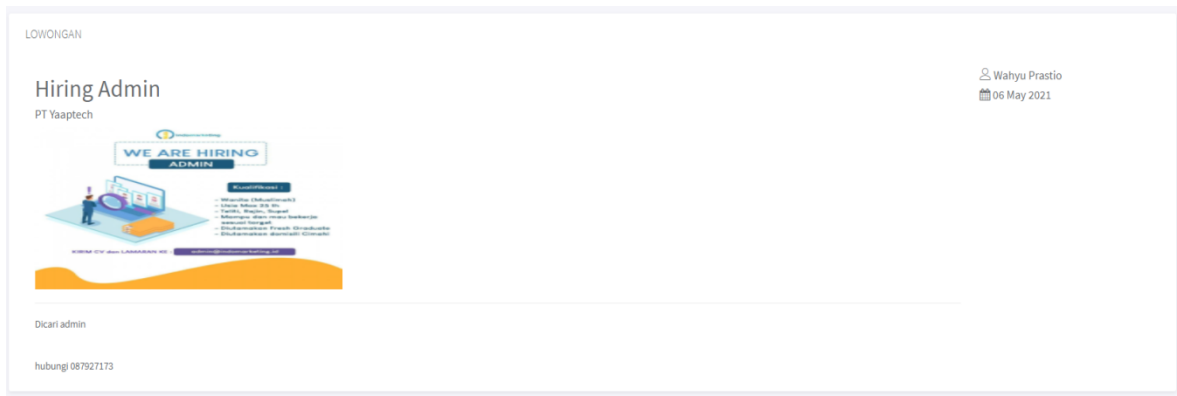 LOWONGAN
Hiring Admin
PT Yaaptech
WE ARE HIRING
ADMIN
Kualifikasi :
- Wanita (Muslimah)
- Usia Max 35 th
- Teliti, Rajin, Supel
- Mampu dan mau bekerja
sesuai target
- Diutamakan Fresh Graduate
- Diutamakan domisili Cimahi
KIRIM CV dan LAMARAN KE :
Dicari admin
hubungi 087927173
Wahyu Prastio
06 May 2021